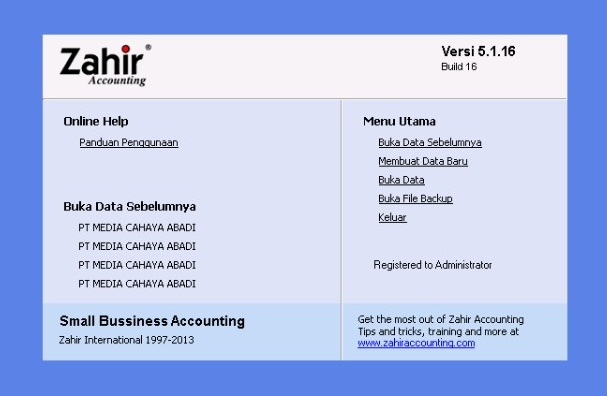 Zahir®
Accounting
Versi 5.1.16
Build 16
Online Help
Panduan Penggunaan
Buka Data Sebelumnya
PT MEDIA CAHAYA ABADI
PT MEDIA CAHAYA ABADI
PT MEDIA CAHAYA ABADI
PT MEDIA CAHAYA ABADI
Menu Utama
Buka Data Sebelumnya
Membuat Data Baru
Buka Data
Buka File Backup
Keluar
Registered to Administrator
Small Bussiness Accounting
Zahir International 1997-2013
Get the most out of Zahir Accounting
Tips and tricks, training and more at
www.zahiraccounting.com